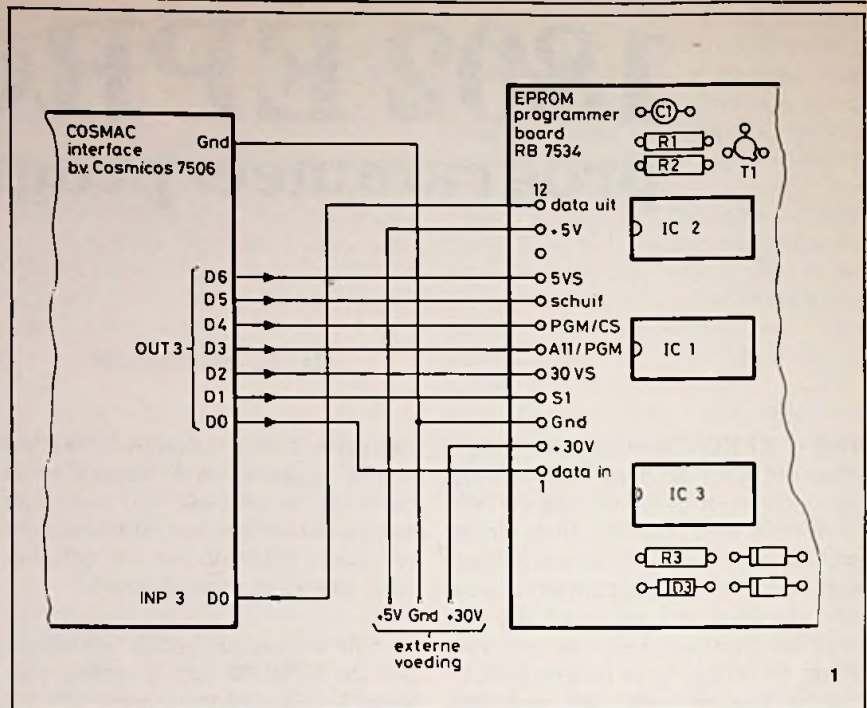 COSMAC
interface
b.v. Cosmicos 7506
Gnd
D6
D5
D4
OUT 3
D3
D2
D1
D0
INP 3 D0
+5V Gnd +30V
externe
voeding
EPROM
programmer
board
RB 7534
C1
R1
R2
T1
12
data uit
+5V
5VS
schuif
PGM/CS
A11/PGM
30 VS
S1
Gnd
+30V
data in
1
IC 2
IC 1
IC 3
R3
D3
1